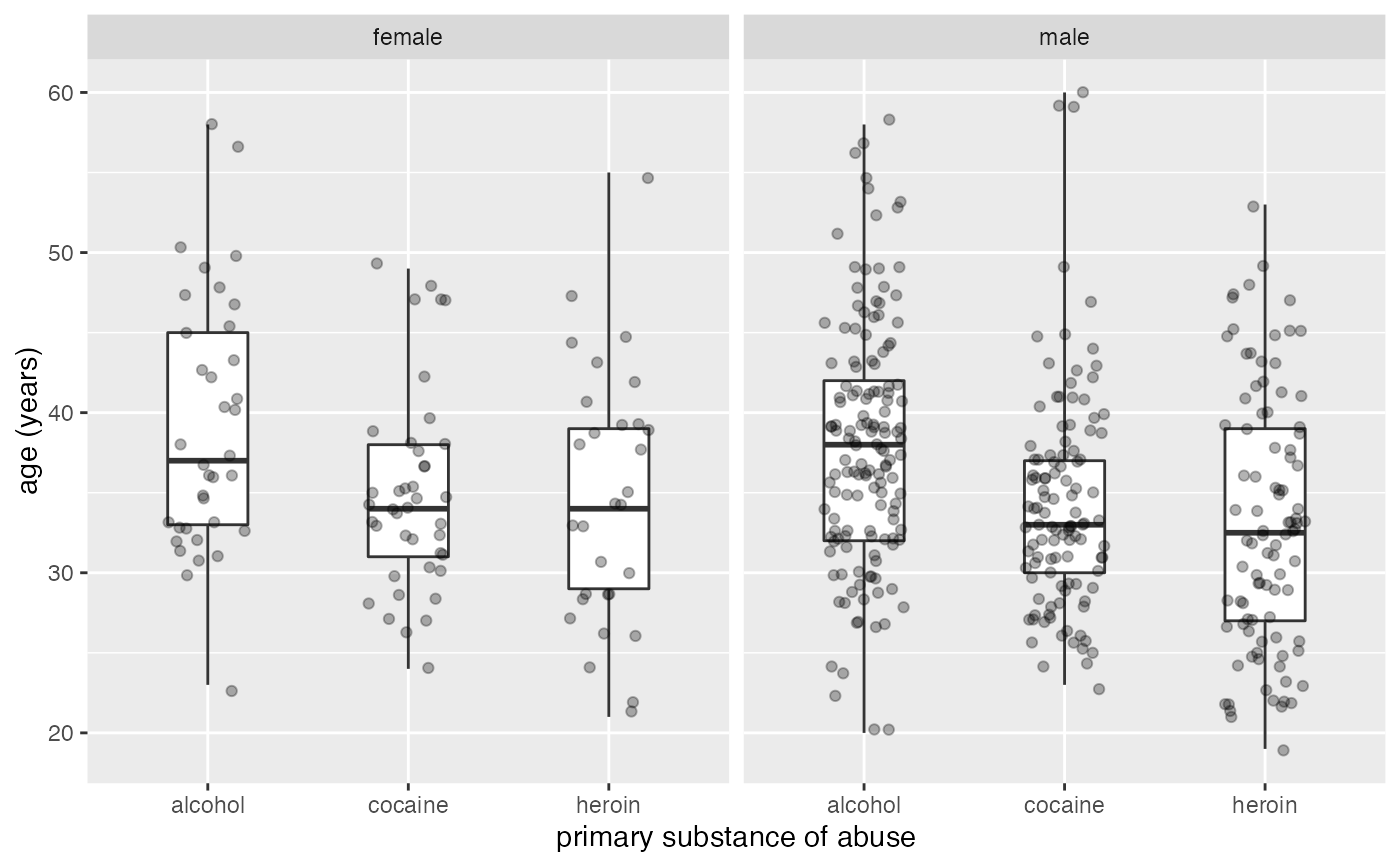 female male
60
50
40
30
20
age (years)
alcohol cocaine heroin alcohol cocaine heroin
primary substance of abuse